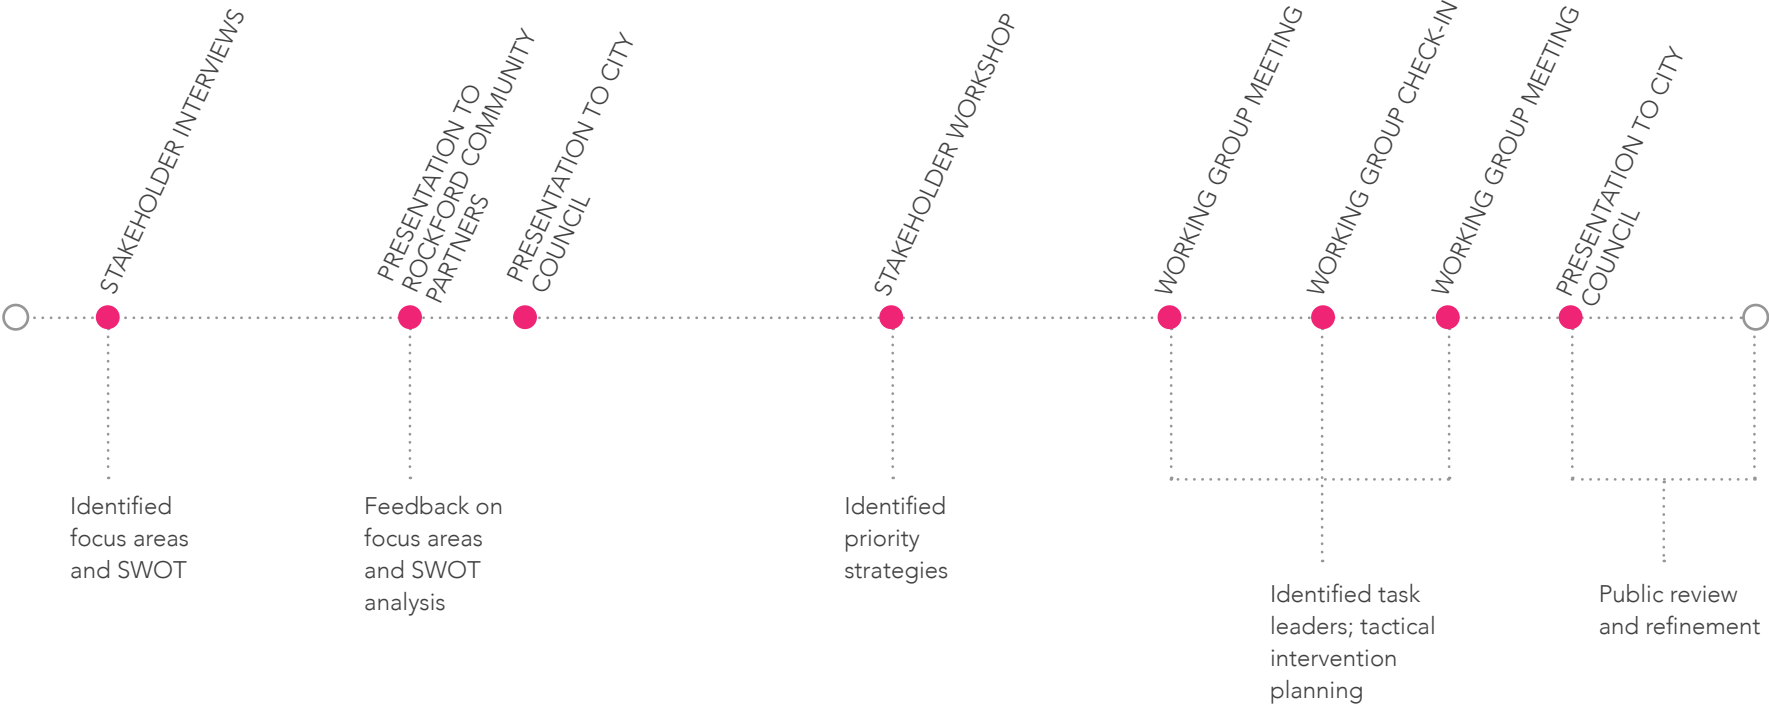 STAKEHOLDER INTERVIEWS
PRESENTATION TO
ROCKFORD COMMUNITY
PARTNERS
PRESENTATION TO CITY
COUNCIL
STAKEHOLDER WORKSHOP
WORKING GROUP MEETING
WORKING GROUP CHECK-IN
WORKING GROUP MEETING
PRESENTATION TO CITY
COUNCIL
Identified
focus areas
and SWOT
Feedback on
focus areas
and SWOT
analysis
Identified
priority
strategies
Identified task
leaders; tactical
intervention
planning
Public review
and refinement